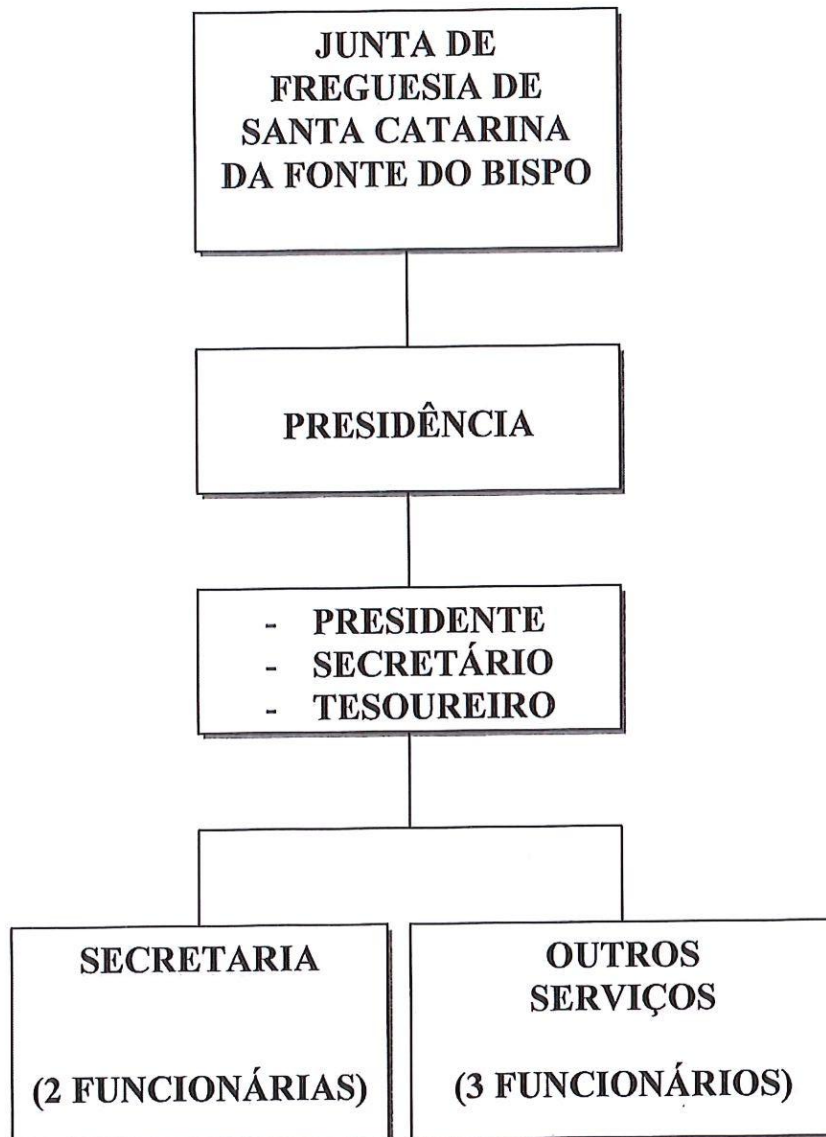 JUNTA DE
FREGUESIA DE
SANTA CATARINA
DA FONTE DO BISPO
PRESIDÊNCIA
- PRESIDENTE
- SECRETÁRIO
- TESOUREIRO
SECRETARIA
(2 FUNCIONÁRIAS)
OUTROS
SERVIÇOS
(3 FUNCIONÁRIOS)